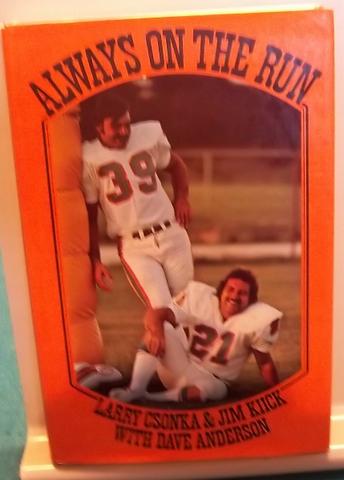 ALWAYS ON THE RUN
39
21
LARRY CSONKA & JIM KIICK
WITH DAVE ANDERSON